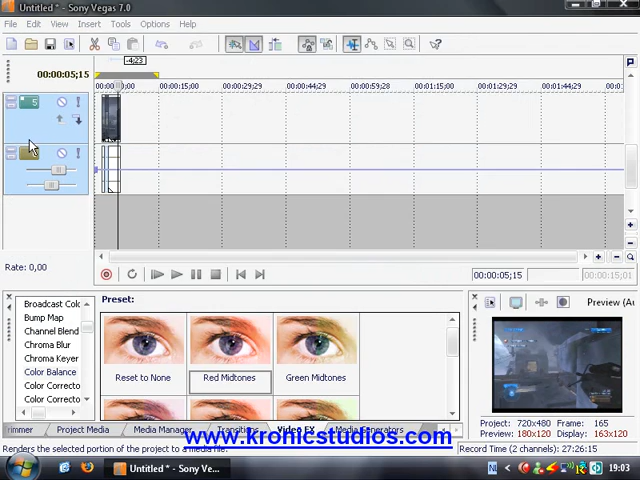 Untitled * - Sony Vegas 7.0
File Edit View Insert Tools Options Help
-4;23
00:00:05;15
00:00:15;00 00:00:29;29 00:00:44;29 00:00:59;28 00:01:15;00 00:01:29;29 00:01:44;29 00:0
5
Rate: 0,00
00:00:05;15 00:00:15;01
Broadcast Colo
Bump Map
Channel Blend
Chroma Blur
Chroma Keyer
Color Balance
Color Correcto
Color Correcto
Preset:
Reset to None Red Midtones Green Midtones
Preview (Au
Project: 720x480 Frame: 165
Preview: 180x120 Display: 163x120
rimmer Project Media Media Manager Transitions Video FX Media Generators
www.kronicstudios.com
Renders the selected portion of the project to a media file.
Record Time (2 channels): 27:26:15
Untitled * - Sony Ve...
NL
19:03